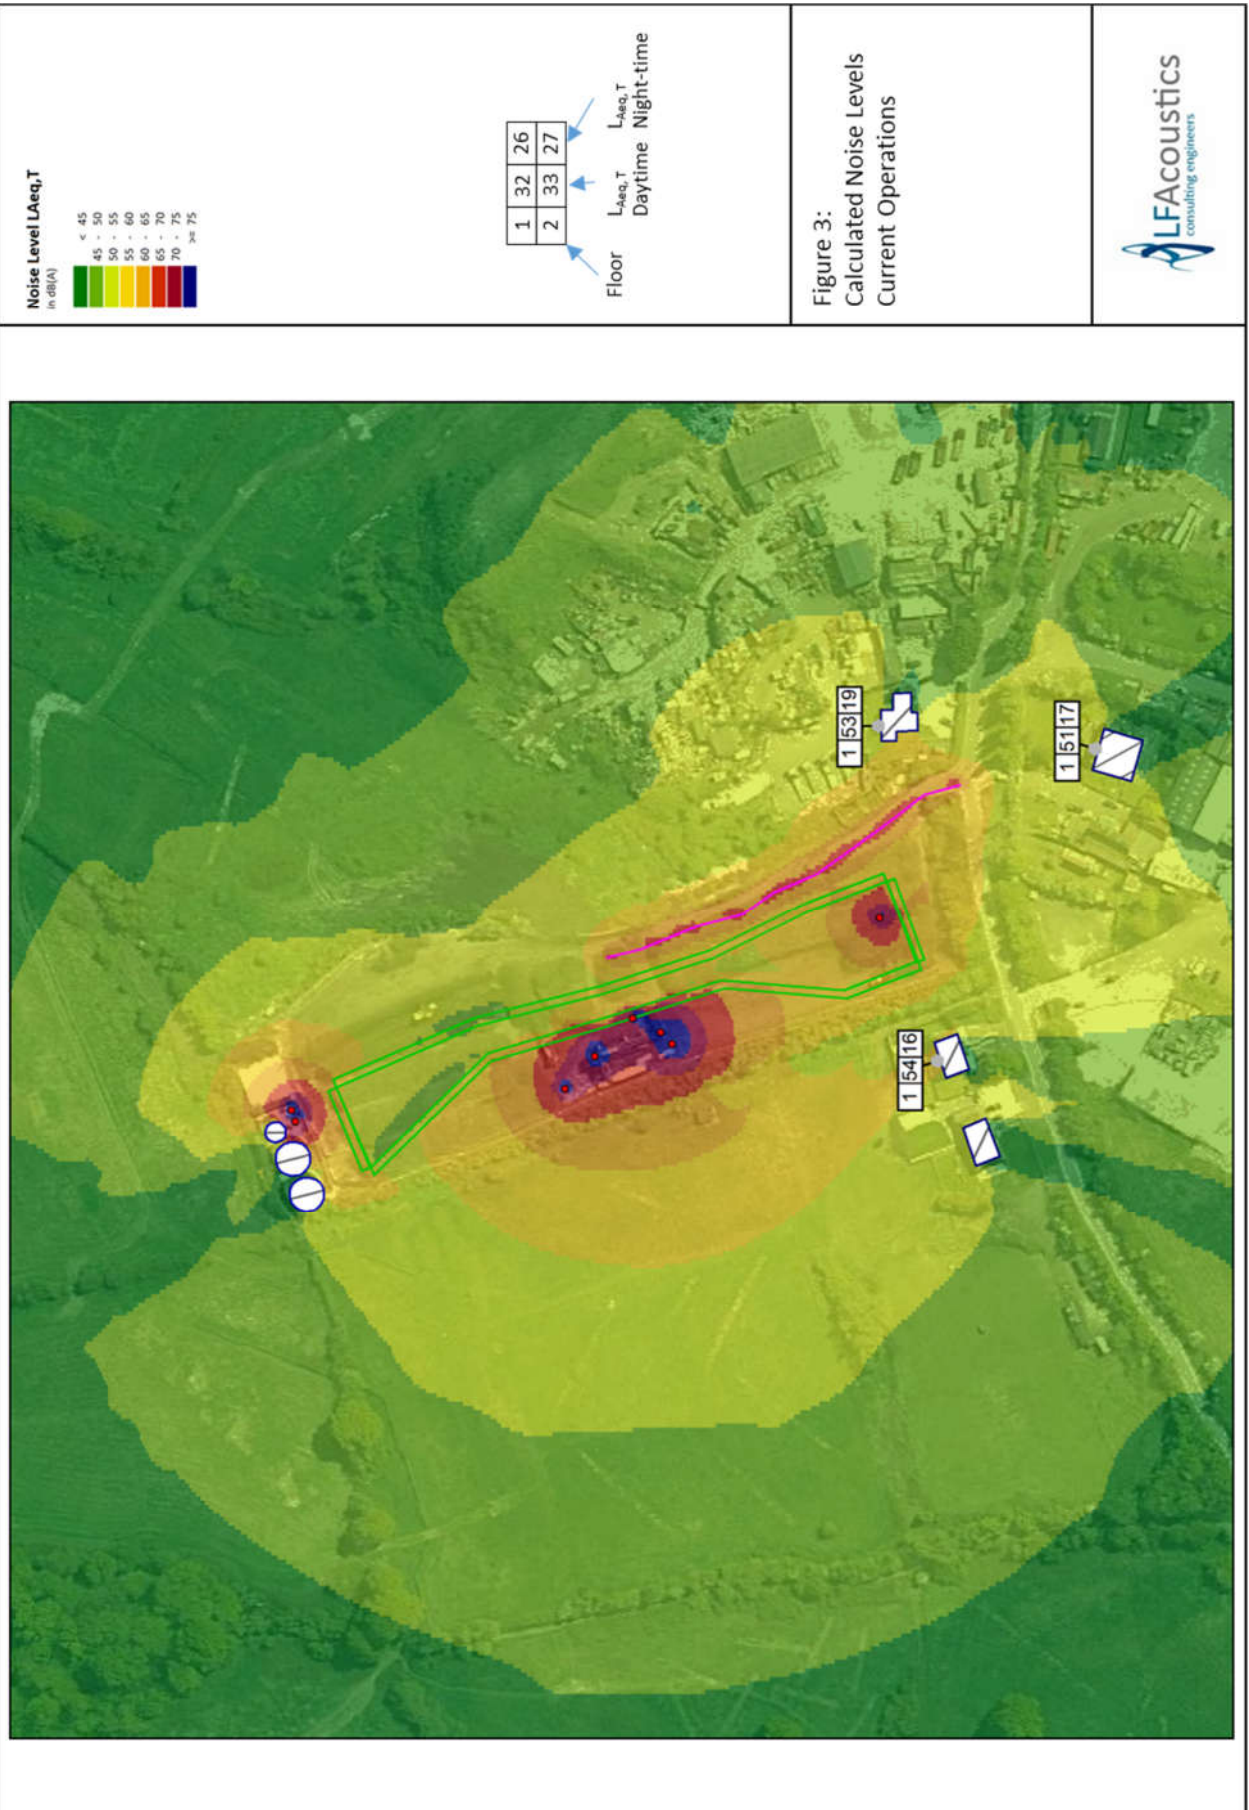 Noise Level LAeq,T
in dB(A)
< 45
45 - 50
50 - 55
55 - 60
60 - 65
65 - 70
70 - 75
>= 75
1 32 26
2 33 27
Floor
LAeq,T
Daytime
LAeq,T
Night-time
Figure 3:
Calculated Noise Levels
Current Operations
LFAcoustics
consulting engineers
1 53 19
1 51 17
1 54 16